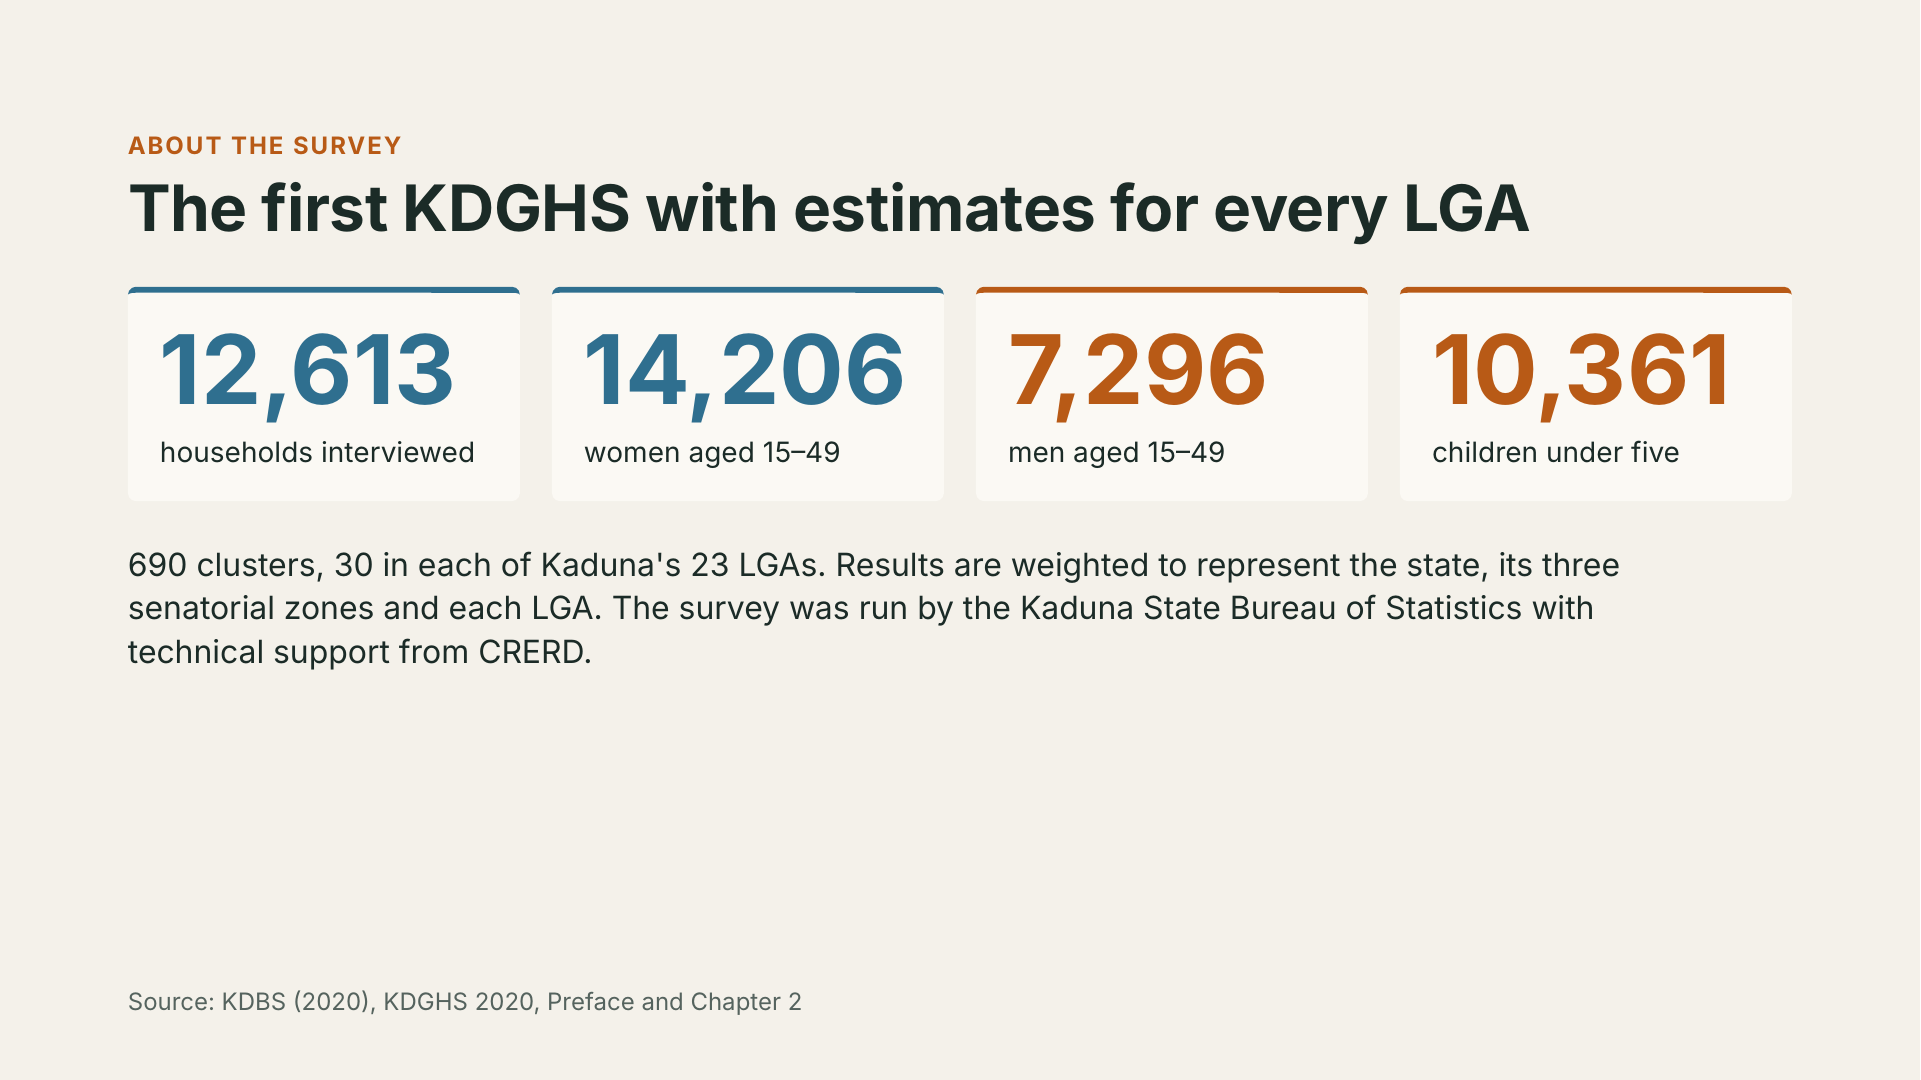 ABOUT THE SURVEY
The first KDGHS with estimates for every LGA
12,613
households interviewed
14,206
women aged 15–49
7,296
men aged 15–49
10,361
children under five
690 clusters, 30 in each of Kaduna's 23 LGAs. Results are weighted to represent the state, its three
senatorial zones and each LGA. The survey was run by the Kaduna State Bureau of Statistics with
technical support from CRERD.
Source: KDBS (2020), KDGHS 2020, Preface and Chapter 2